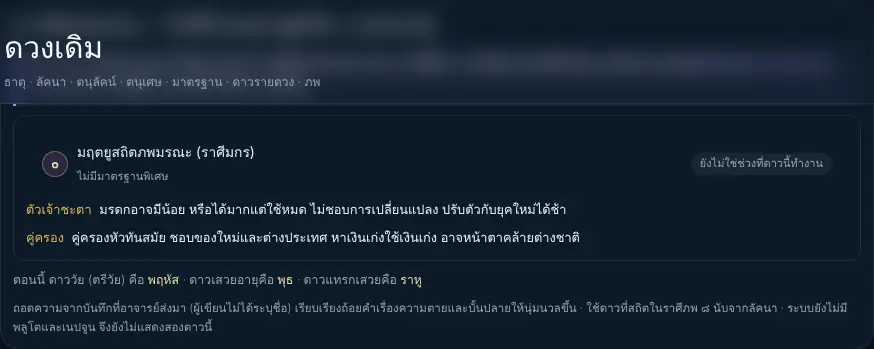 ดวงเดิม
ธาตุ · ลัคนา · ตนุลัคน์ · ตนุเศษ · มาตรฐาน · ดาวรายดวง · ภพ
มฤตยูสถิตภพมรณะ (ราศีมกร)
ไม่มีมาตรฐานพิเศษ
ยังไม่ใช่ช่วงที่ดาวนี้ทำงาน
ตัวเจ้าชะตา มรดกอาจมีน้อย หรือได้มากแต่ใช้หมด ไม่ชอบการเปลี่ยนแปลง ปรับตัวกับยุคใหม่ได้ช้า
คู่ครอง คู่ครองหัวทันสมัย ชอบของใหม่และต่างประเทศ หาเงินเก่งใช้เงินเก่ง อาจหน้าตาคล้ายต่างชาติ
ตอนนี้ ดาววัย (ตรีวัย) คือ พฤหัส · ดาวเสวยอายุคือ พุธ · ดาวแทรกเสวยคือ ราหู
ถอดความจากบันทึกที่อาจารย์ส่งมา (ผู้เขียนไม่ได้ระบุชื่อ) เรียบเรียงถ้อยคำเรื่องความตายและบั้นปลายให้นุ่มนวลขึ้น · ใช้ดาวที่สถิตในราศีภพ ๘ นับจากลัคนา · ระบบยังไม่มี
พลูโตและเนปจูน จึงยังไม่แสดงสองดาวนี้